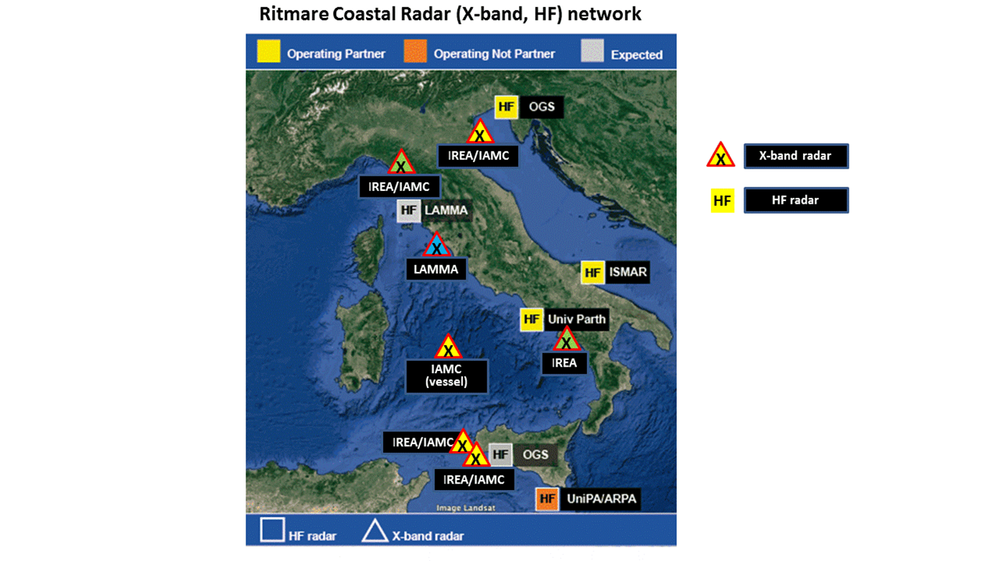 Ritmare Coastal Radar (X-band, HF) network
Operating Partner
Operating Not Partner
Expected
HF OGS
X
IREA/IAMC
X
IREA/IAMC
HF LAMMA
X
LAMMA
HF ISMAR
HF Univ Parth
X
IREA
X
IAMC
(vessel)
IREA/IAMC X
X
HF OGS
IREA/IAMC
HF UniPA/ARPA
Image Landsat
HF radar
X-band radar
X X-band radar
HF HF radar